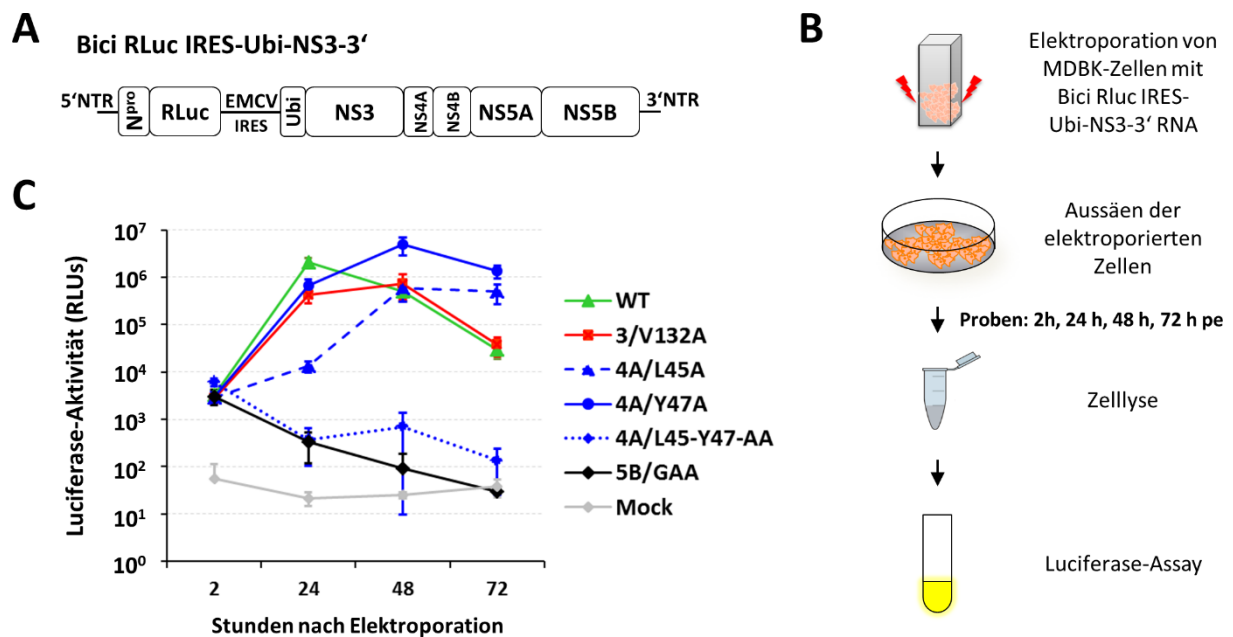 A
Bici RLuc IRES-Ubi-NS3-3‘
5‘NTR
Npro
RLuc
EMCV
IRES
Ubi
NS3
NS4A
NS4B
NS5A
NS5B
3‘NTR
B
Elektroporation von
MDBK-Zellen mit
Bici Rluc IRES-
Ubi-NS3-3‘ RNA
Aussäen der
elektroporierten
Zellen
Proben: 2h, 24 h, 48 h, 72 h pe
Zelllyse
Luciferase-Assay
C
Luciferase-Aktivität (RLUs)
10⁷
10⁶
10⁵
10⁴
10³
10²
10¹
10⁰
2 24 48 72
Stunden nach Elektroporation
WT
3/V132A
4A/L45A
4A/Y47A
4A/L45-Y47-AA
5B/GAA
Mock